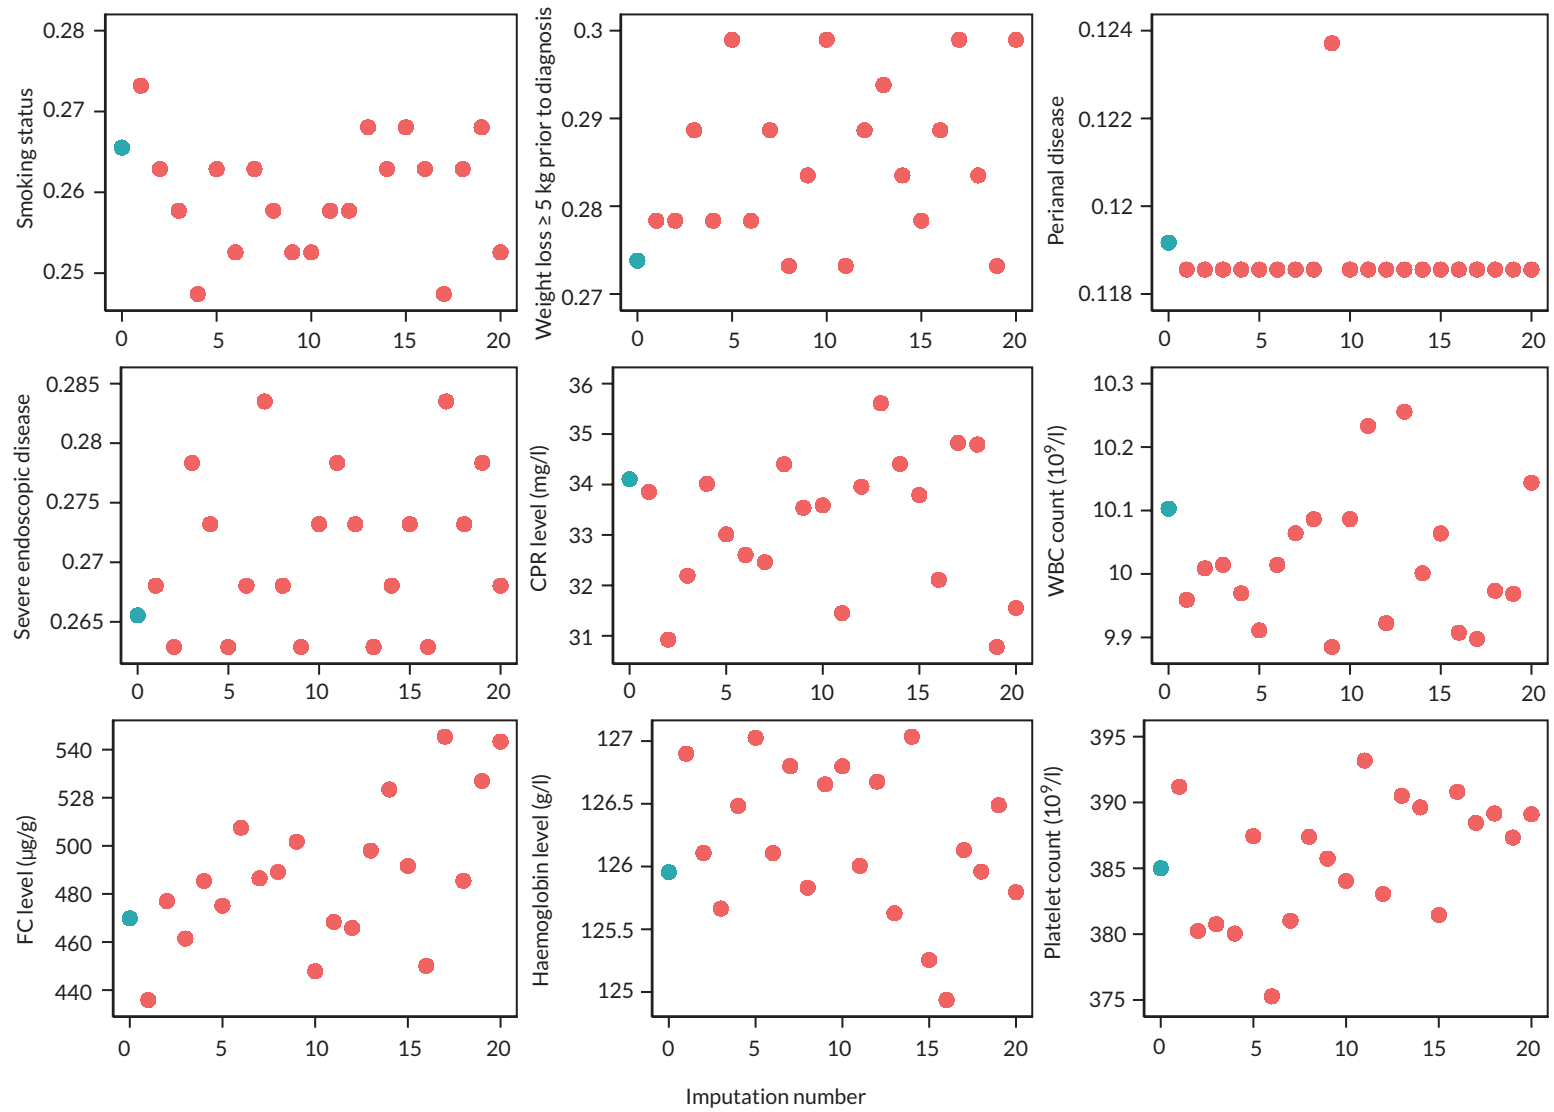 Smoking status
0.28
0.27
0.26
0.25
0 5 10 15 20
Weight loss ≥ 5 kg prior to diagnosis
0.3
0.29
0.28
0.27
0 5 10 15 20
Perianal disease
0.124
0.122
0.12
0.118
0 5 10 15 20
Severe endoscopic disease
0.285
0.28
0.275
0.27
0.265
0 5 10 15 20
CPR level (mg/l)
36
35
34
33
32
31
0 5 10 15 20
WBC count (10⁹/l)
10.3
10.2
10.1
10
9.9
0 5 10 15 20
FC level (µg/g)
540
528
500
480
460
440
0 5 10 15 20
Haemoglobin level (g/l)
127
126.5
126
125.5
125
0 5 10 15 20
Platelet count (10⁹/l)
395
390
385
380
375
0 5 10 15 20
Imputation number